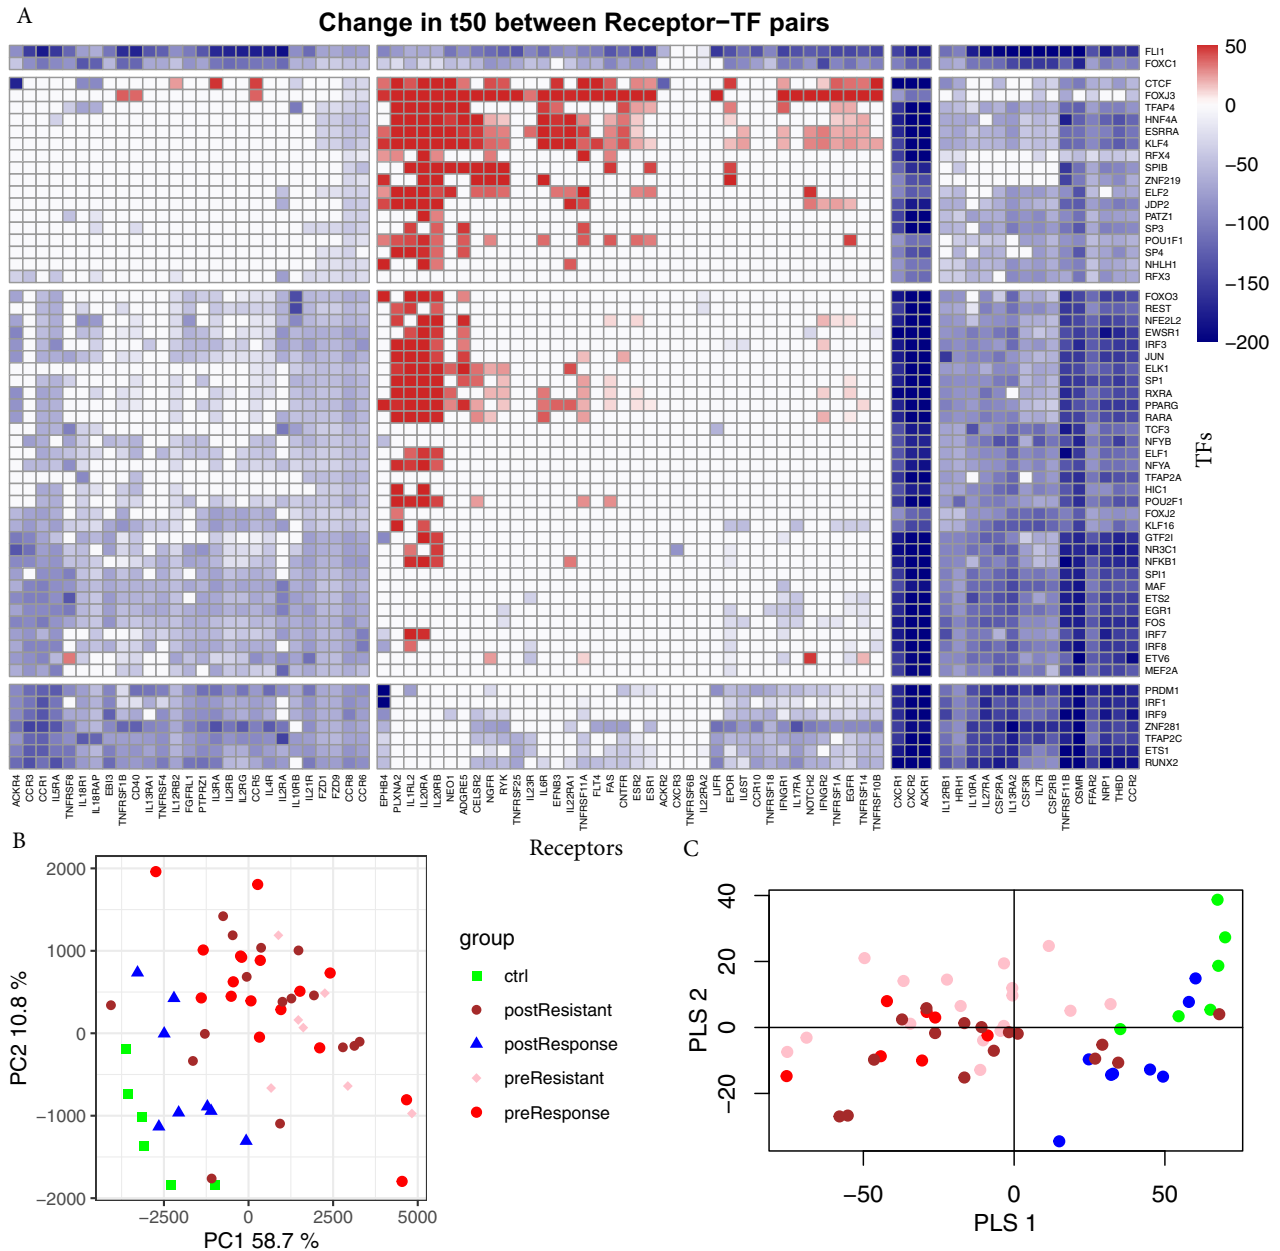 A
Change in t50 between Receptor−TF pairs
FLI1
FOXC1
CTCF
FOXJ3
TFAP4
HNF4A
ESRRA
KLF4
RFX4
SPIB
ZNF219
ELF2
JDP2
PATZ1
SP3
POU1F1
SP4
NHLH1
RFX3
FOXO3
REST
NFE2L2
EWSR1
IRF3
JUN
ELK1
SP1
RXRA
PPARG
RARA
TCF3
NFYB
ELF1
NFYA
TFAP2A
HIC1
POU2F1
FOXJ2
KLF16
GTF2I
NR3C1
NFKB1
SPI1
MAF
ETS2
EGR1
FOS
IRF7
IRF8
ETV6
MEF2A
PRDM1
IRF1
IRF9
ZNF281
TFAP2C
ETS1
RUNX2
50
0
−50
−100
−150
−200
TFs
ACKR4
CCR3
CCR1
IL5RA
TNFRSF8
IL18R1
IL18RAP
EBI3
TNFRSF1B
CD40
IL13RA1
TNFRSF4
IL12RB2
FGFRL1
PTPRZ1
IL3RA
IL2RB
IL2RG
CCR5
IL4R
IL2RA
IL10RB
IL21R
FZD1
FZD9
CCR8
CCR6
EPHB4
PLXNA2
IL1RL2
IL20RA
IL20RB
NEO1
ADGRE5
CELSR2
NGFR
RYK
TNFRSF25
IL23R
IL6R
EFNB3
IL22RA1
TNFRSF11A
FLT4
FAS
CNTFR
ESR2
ESR1
ACKR2
CXCR3
TNFRSF6B
IL22RA2
LIFR
EPOR
IL6ST
CCR10
TNFRSF18
IFNGR1
IL17RA
NOTCH2
IFNGR2
TNFRSF1A
EGFR
TNFRSF14
TNFRSF10B
CXCR1
CXCR2
ACKR1
IL12RB1
HRH1
IL10RA
IL27RA
CSF2RA
IL13RA2
CSF3R
IL7R
CSF2RB
TNFRSF11B
OSMR
FFAR2
NRP1
THBD
CCR2
Receptors
B
2000
1000
0
−1000
−2000
PC2 10.8 %
−2500
0
2500
5000
PC1 58.7 %
group
ctrl
postResistant
postResponse
preResistant
preResponse
C
40
20
0
−20
PLS 2
−50
0
50
PLS 1